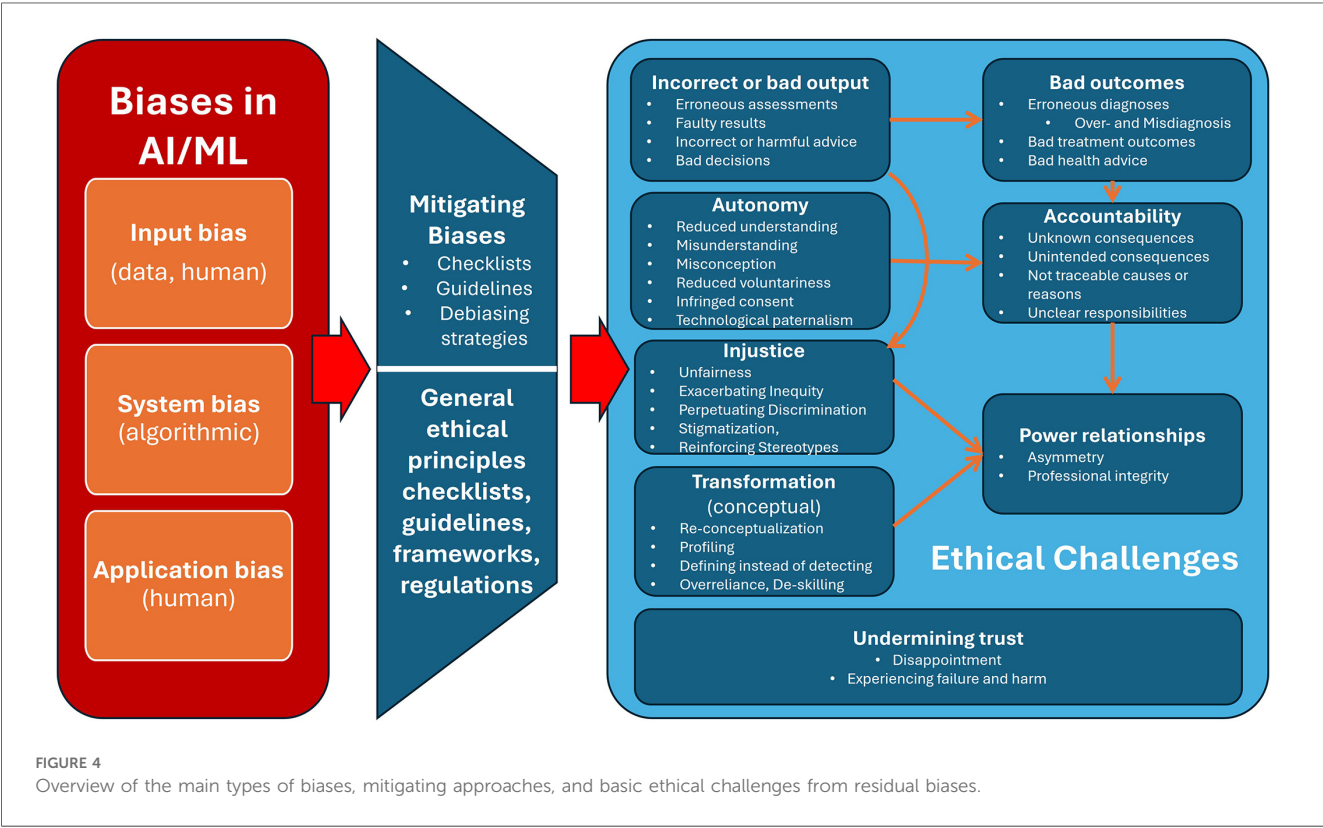 Biases in
AI/ML
Input bias
(data, human)
System bias
(algorithmic)
Application bias
(human)
Mitigating
Biases
• Checklists
• Guidelines
• Debiasing
strategies
General
ethical
principles
checklists,
guidelines,
frameworks,
regulations
Incorrect or bad output
• Erroneous assessments
• Faulty results
• Incorrect or harmful advice
• Bad decisions
Autonomy
• Reduced understanding
• Misunderstanding
• Misconception
• Reduced voluntariness
• Infringed consent
• Technological paternalism
Injustice
• Unfairness
• Exacerbating Inequity
• Perpetuating Discrimination
• Stigmatization,
• Reinforcing Stereotypes
Transformation
(conceptual)
• Re-conceptualization
• Profiling
• Defining instead of detecting
• Overreliance, De-skilling
Bad outcomes
• Erroneous diagnoses
• Over- and Misdiagnosis
• Bad treatment outcomes
• Bad health advice
Accountability
• Unknown consequences
• Unintended consequences
• Not traceable causes or
reasons
• Unclear responsibilities
Power relationships
• Asymmetry
• Professional integrity
Ethical Challenges
Undermining trust
• Disappointment
• Experiencing failure and harm
FIGURE 4
Overview of the main types of biases, mitigating approaches, and basic ethical challenges from residual biases.